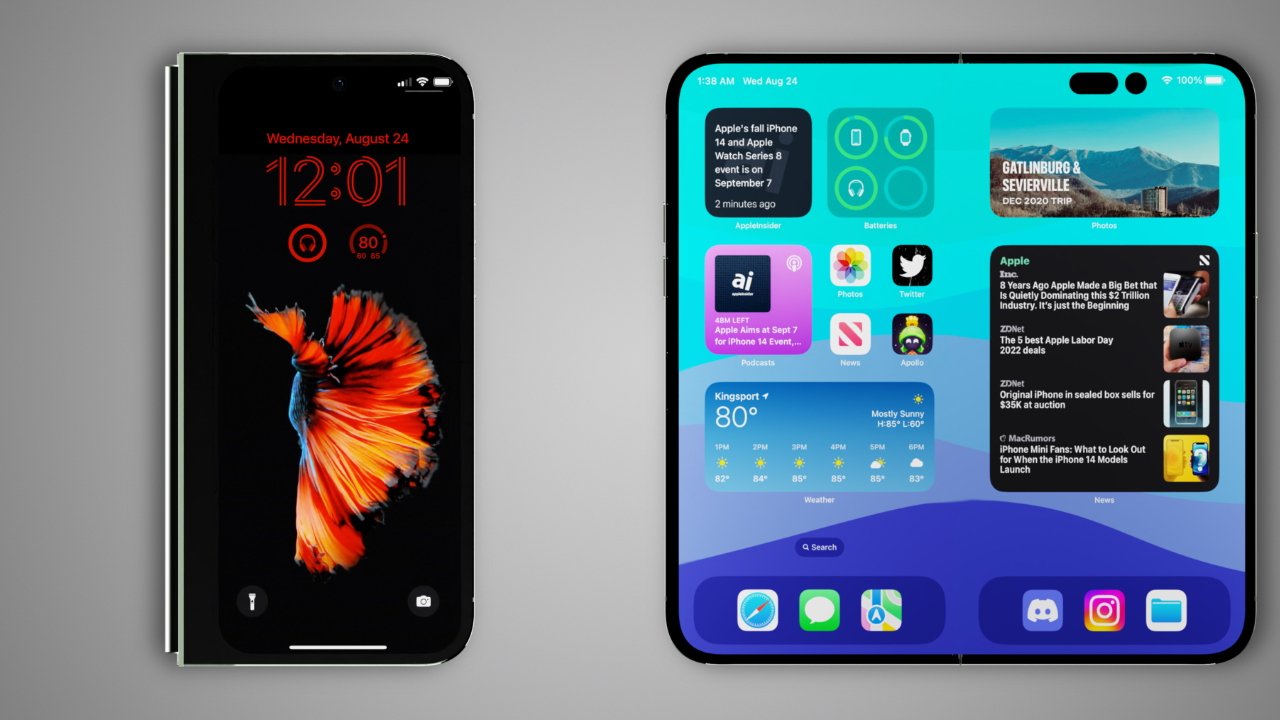 Wednesday, August 24
12:01
80
60 85
1:38 AM Wed Aug 24
100%
Apple's fall iPhone
14 and Apple
Watch Series 8
event is on
September 7
2 minutes ago
AppleInsider
Batteries
GATLINBURG &
SEVIERVILLE
DEC 2020 TRIP
Photos
ai
appleinsider
48M LEFT
Apple Aims at Sept 7
for iPhone 14 Event,...
Podcasts
Photos
Twitter
News
Apollo
Apple
Inc.
8 Years Ago Apple Made a Big Bet that
Is Quietly Dominating this $2 Trillion
Industry. It's just the Beginning
ZDNet
The 5 best Apple Labor Day
2022 deals
ZDNet
Original iPhone in sealed box sells for
$35K at auction
MacRumors
iPhone Mini Fans: What to Look Out
for When the iPhone 14 Models
Launch
News
Kingsport
80°
Mostly Sunny
H:85° L:60°
1PM 2PM 3PM 4PM 5PM 6PM
82° 84° 85° 85° 85° 83°
Weather
Search